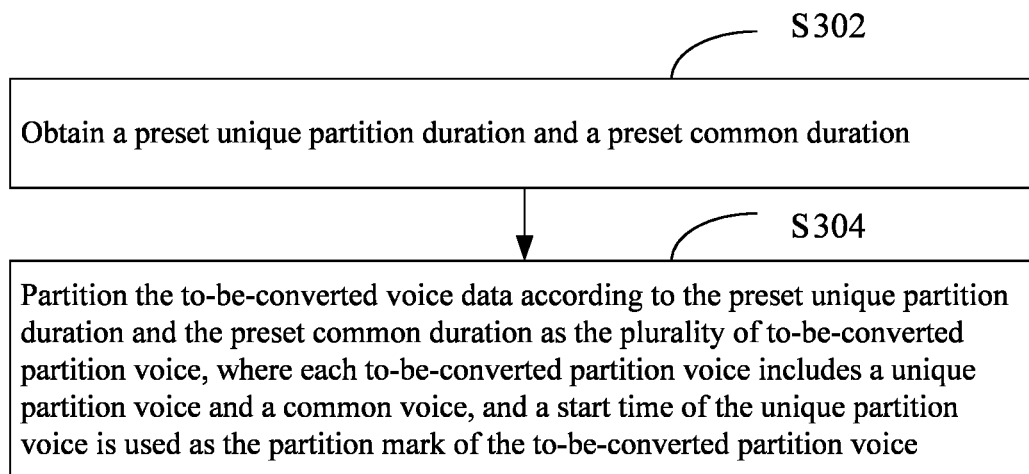 S302
Obtain a preset unique partition duration and a preset common duration
S304
Partition the to-be-converted voice data according to the preset unique partition
duration and the preset common duration as the plurality of to-be-converted
partition voice, where each to-be-converted partition voice includes a unique
partition voice and a common voice, and a start time of the unique partition
voice is used as the partition mark of the to-be-converted partition voice